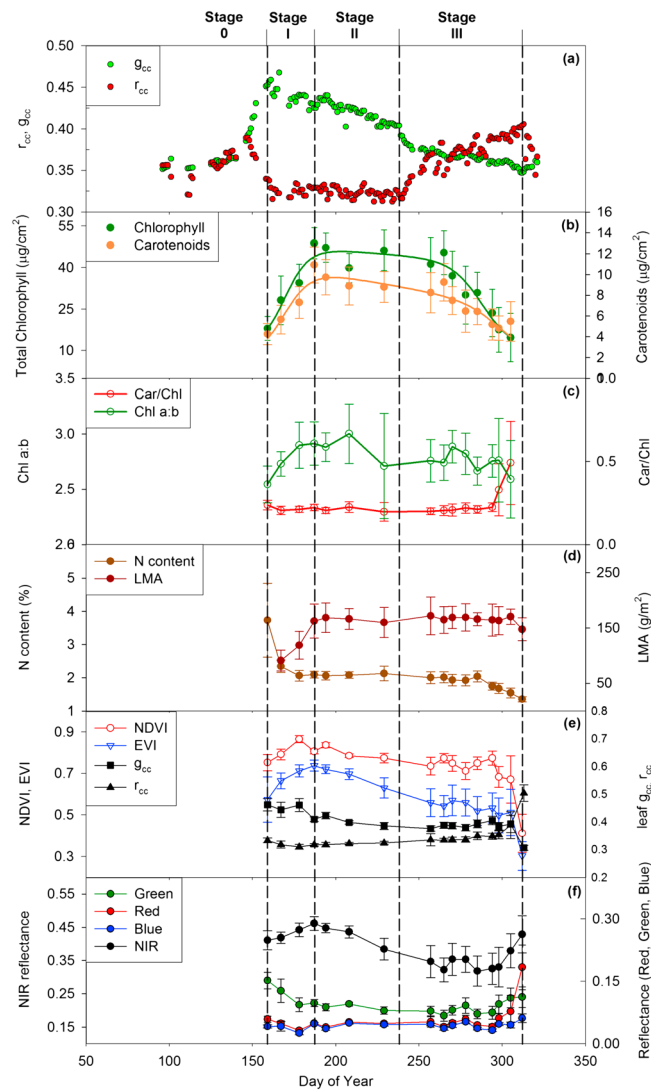 Stage Stage Stage Stage
0 I II III
0.50
(a)
g_cc
r_cc
0.45
0.40
0.35
0.30
r_cc, g_cc
55
40
25
10
Total Chlorophyll (µg/cm²)
Chlorophyll
Carotenoids
(b)
16
14
12
10
8
6
4
2
Carotenoids (µg/cm²)
3.5
3.0
2.5
Chl a:b
Car/Chl
Chl a:b
(c)
1.0
0.5
0.0
Car/Chl
5
4
3
2
1
N content (%)
N content
LMA
(d)
250
150
50
LMA (g/m²)
0.9
0.7
0.5
0.3
NDVI, EVI
NDVI
EVI
g_cc
r_cc
(e)
0.7
0.6
0.5
0.4
0.3
0.2
leaf g_cc, r_cc
0.55
0.45
0.35
0.25
0.15
NIR reflectance
Green
Red
Blue
NIR
(f)
0.30
0.15
0.00
Reflectance (Red, Green, Blue)
50 100 150 200 250 300 350
Day of Year